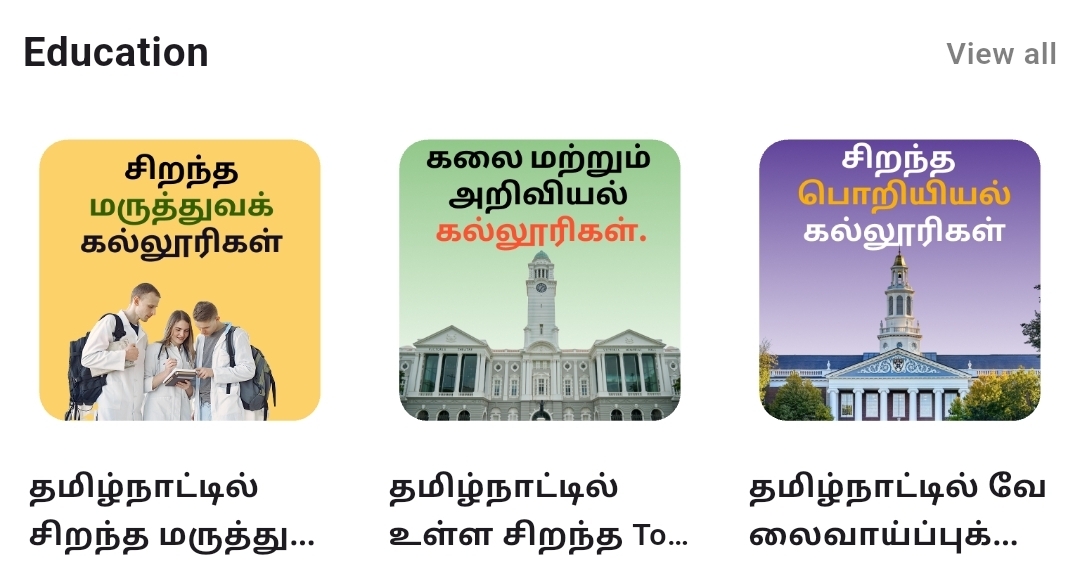 Education
View all
சிறந்த
மருத்துவக்
கல்லூரிகள்
கலை மற்றும்
அறிவியல்
கல்லூரிகள்.
சிறந்த
பொறியியல்
கல்லூரிகள்
தமிழ்நாட்டில்
சிறந்த மருத்து...
தமிழ்நாட்டில்
உள்ள சிறந்த To...
தமிழ்நாட்டில் வே
லைவாய்ப்புக்...